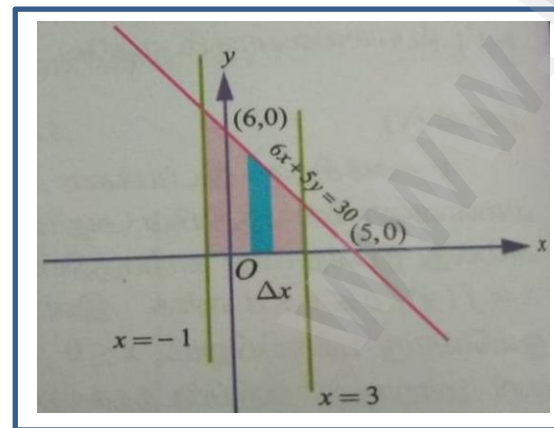 y
(6,0)
6x+5y=30
(5,0)
x
O
Δx
x=-1
x=3